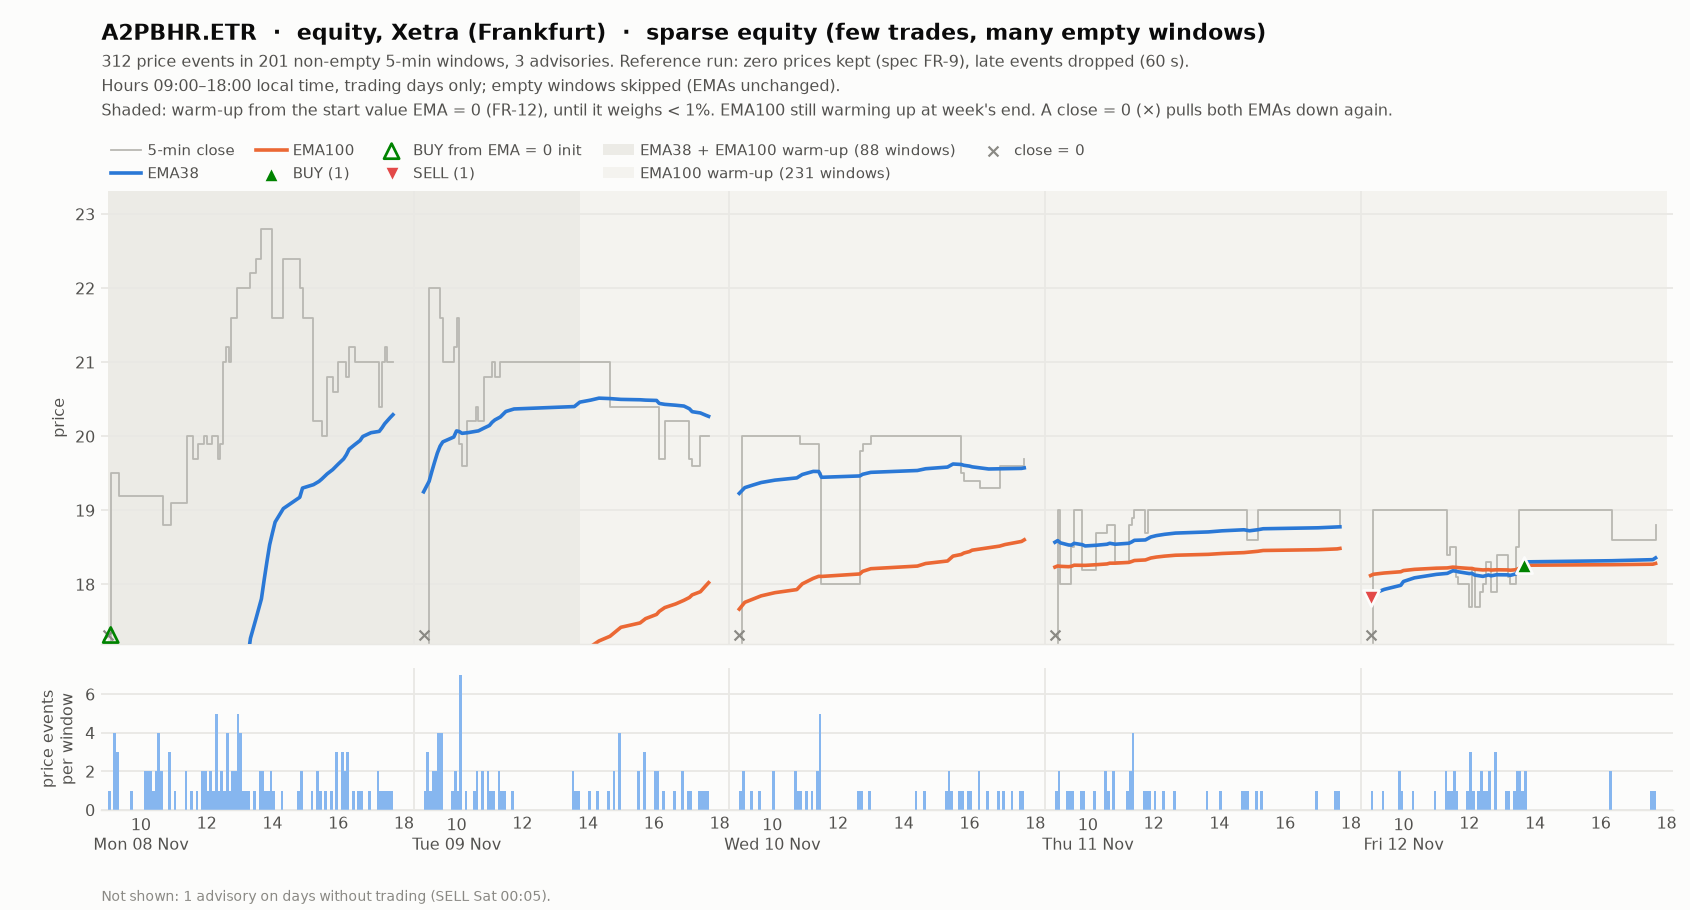 A2PBHR.ETR  ·  equity, Xetra (Frankfurt)  ·  sparse equity (few trades, many empty windows)
312 price events in 201 non-empty 5-min windows, 3 advisories. Reference run: zero prices kept (spec FR-9), late events dropped (60 s).
Hours 09:00–18:00 local time, trading days only; empty windows skipped (EMAs unchanged).
Shaded: warm-up from the start value EMA = 0 (FR-12), until it weighs < 1%. EMA100 still warming up at week's end. A close = 0 (×) pulls both EMAs down again.
5-min close EMA100 BUY from EMA = 0 init EMA38 + EMA100 warm-up (88 windows) close = 0
EMA38 BUY (1) SELL (1) EMA100 warm-up (231 windows)
price
23
22
21
20
19
18
price events
per window
6
4
2
0
10 12 14 16 18 10 12 14 16 18 10 12 14 16 18 10 12 14 16 18 10 12 14 16 18
Mon 08 Nov Tue 09 Nov Wed 10 Nov Thu 11 Nov Fri 12 Nov
Not shown: 1 advisory on days without trading (SELL Sat 00:05).